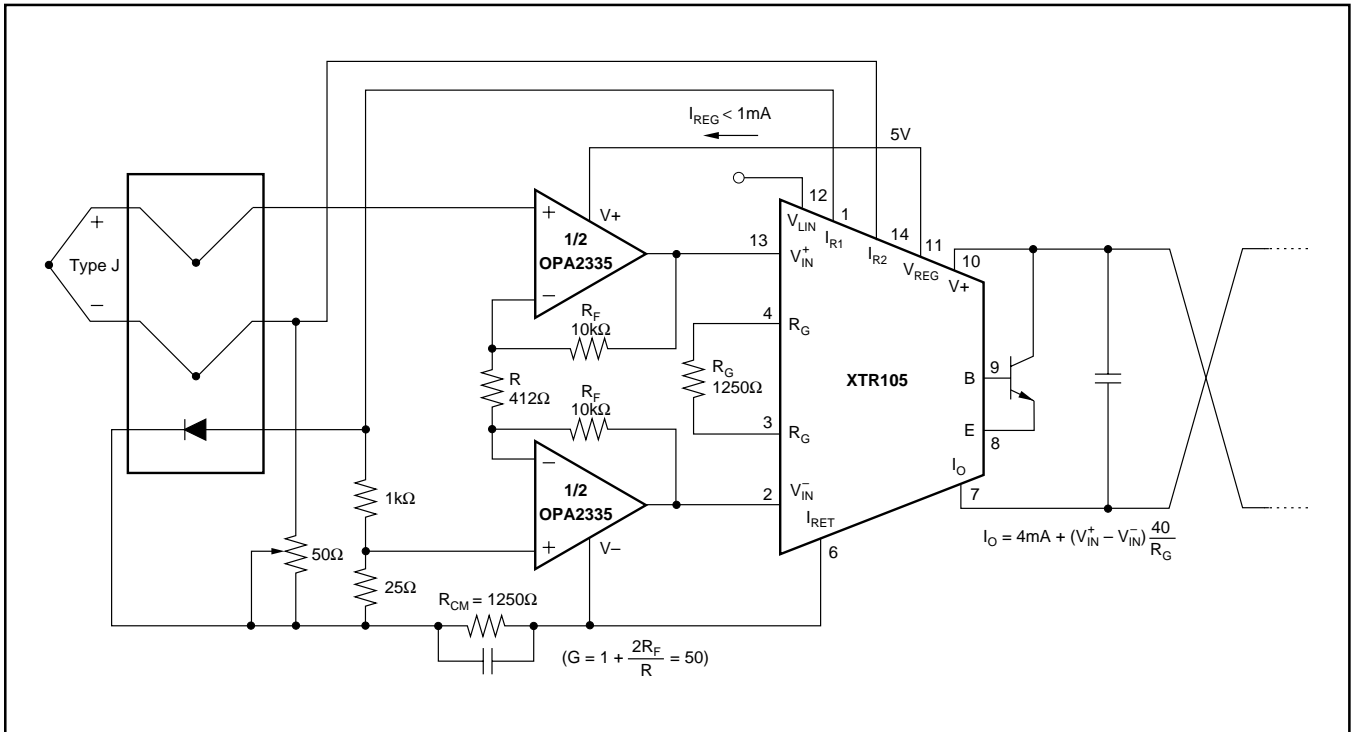 I_REG < 1mA
5V
+
Type J
−
+
V+
1/2
OPA2335
−
R_F
10kΩ
R
412Ω
R_F
10kΩ
−
1/2
OPA2335
+
V−
1kΩ
50Ω
25Ω
R_CM = 1250Ω
(G = 1 + 2R_F/R = 50)
R_G
1250Ω
12
V_LIN
1
I_R1
14
I_R2
11
V_REG
10
V+
13
V_IN^+
4
R_G
XTR105
9
B
3
R_G
E
8
2
V_IN^−
I_RET
6
I_O
7
I_O = 4mA + (V_IN^+ − V_IN^−) 40/R_G